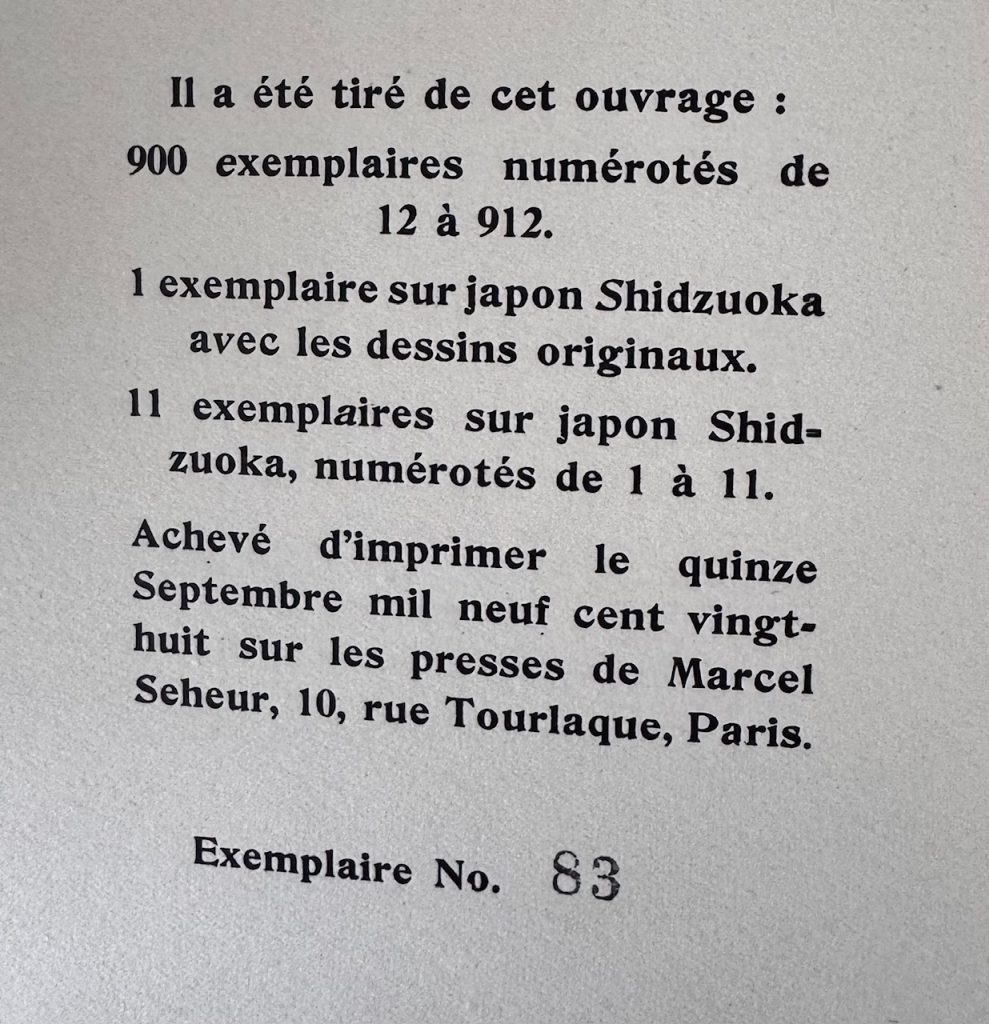 Il a été tiré de cet ouvrage :
900 exemplaires numérotés de
12 à 912.
1 exemplaire sur japon Shidzuoka
avec les dessins originaux.
11 exemplaires sur japon Shid-
zuoka, numérotés de 1 à 11.
Achevé d'imprimer le quinze
Septembre mil neuf cent vingt-
huit sur les presses de Marcel
Seheur, 10, rue Tourlaque, Paris.
Exemplaire No. 83